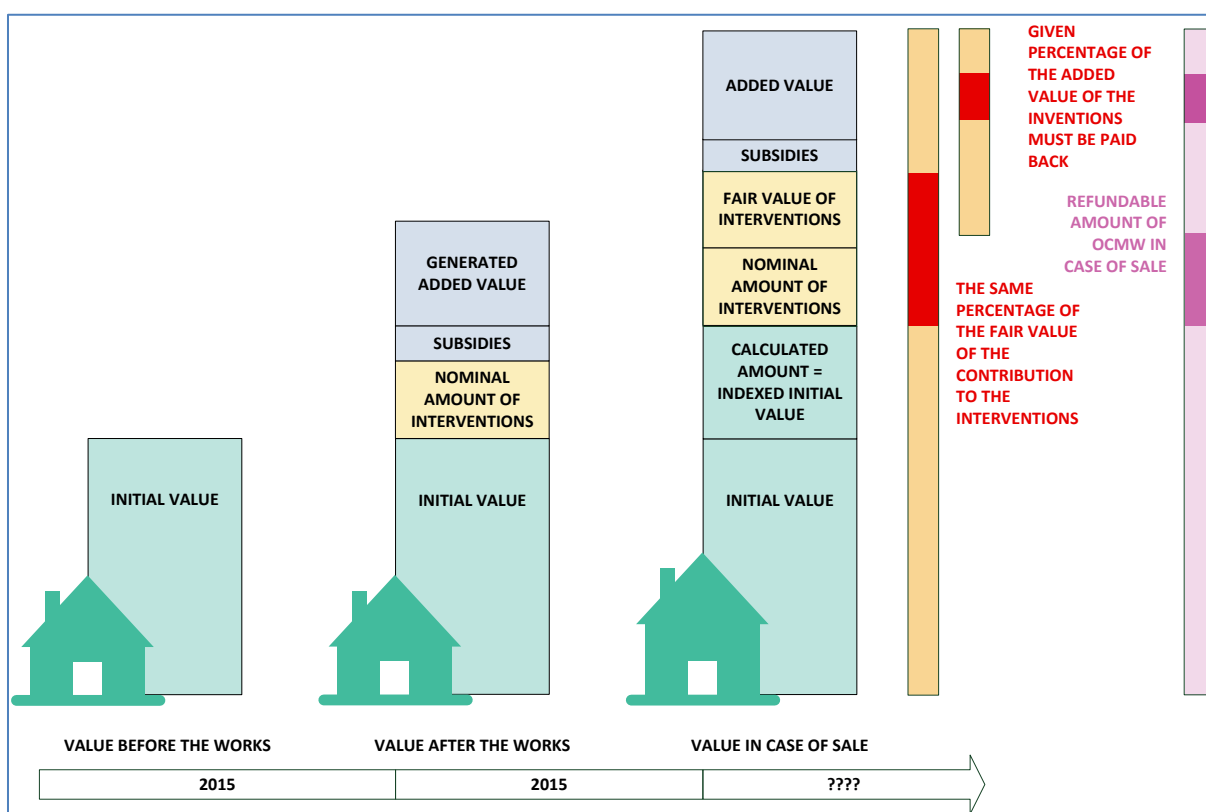 INITIAL VALUE
GENERATED
ADDED VALUE
SUBSIDIES
NOMINAL
AMOUNT OF
INTERVENTIONS
INITIAL VALUE
ADDED VALUE
SUBSIDIES
FAIR VALUE OF
INTERVENTIONS
NOMINAL
AMOUNT OF
INTERVENTIONS
CALCULATED
AMOUNT =
INDEXED INITIAL
VALUE
INITIAL VALUE
GIVEN
PERCENTAGE OF
THE ADDED
VALUE OF THE
INVENTIONS
MUST BE PAID
BACK
REFUNDABLE
AMOUNT OF
OCMW IN
CASE OF SALE
THE SAME
PERCENTAGE OF
THE FAIR VALUE
OF THE
CONTRIBUTION
TO THE
INTERVENTIONS
VALUE BEFORE THE WORKS
VALUE AFTER THE WORKS
VALUE IN CASE OF SALE
2015
2015
????